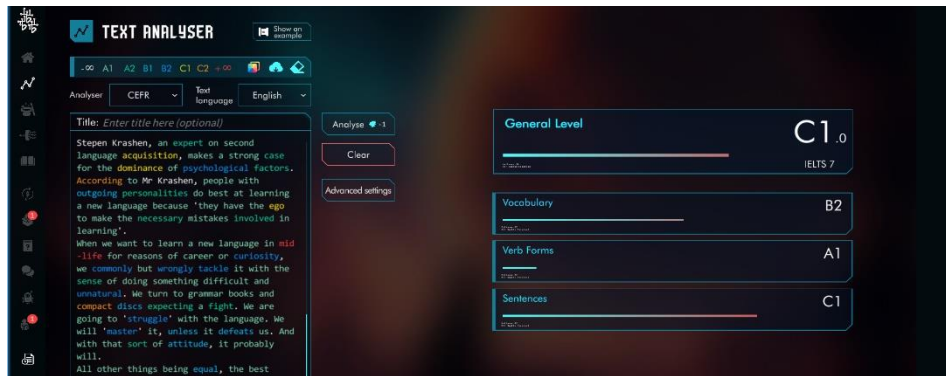 TEXT ANALYSER
Show an
example
-∞ A1 A2 B1 B2 C1 C2 +∞
Analyser CEFR Text
language English
Title: Enter title here (optional)
Stepen Krashen, an expert on second
language acquisition, makes a strong case
for the dominance of psychological factors.
According to Mr Krashen, people with
outgoing personalities do best at learning
a new language because 'they have the ego
to make the necessary mistakes involved in
learning'.
When we want to learn a new language in mid
-life for reasons of career or curiosity,
we commonly but wrongly tackle it with the
sense of doing something difficult and
unnatural. We turn to grammar books and
compact discs expecting a fight. We are
going to 'struggle' with the language. We
will 'master' it, unless it defeats us. And
with that sort of attitude, it probably
will.
All other things being equal, the best
Analyse -1
Clear
Advanced settings
General Level
C1.0
IELTS 7
Vocabulary
B2
Verb Forms
A1
Sentences
C1